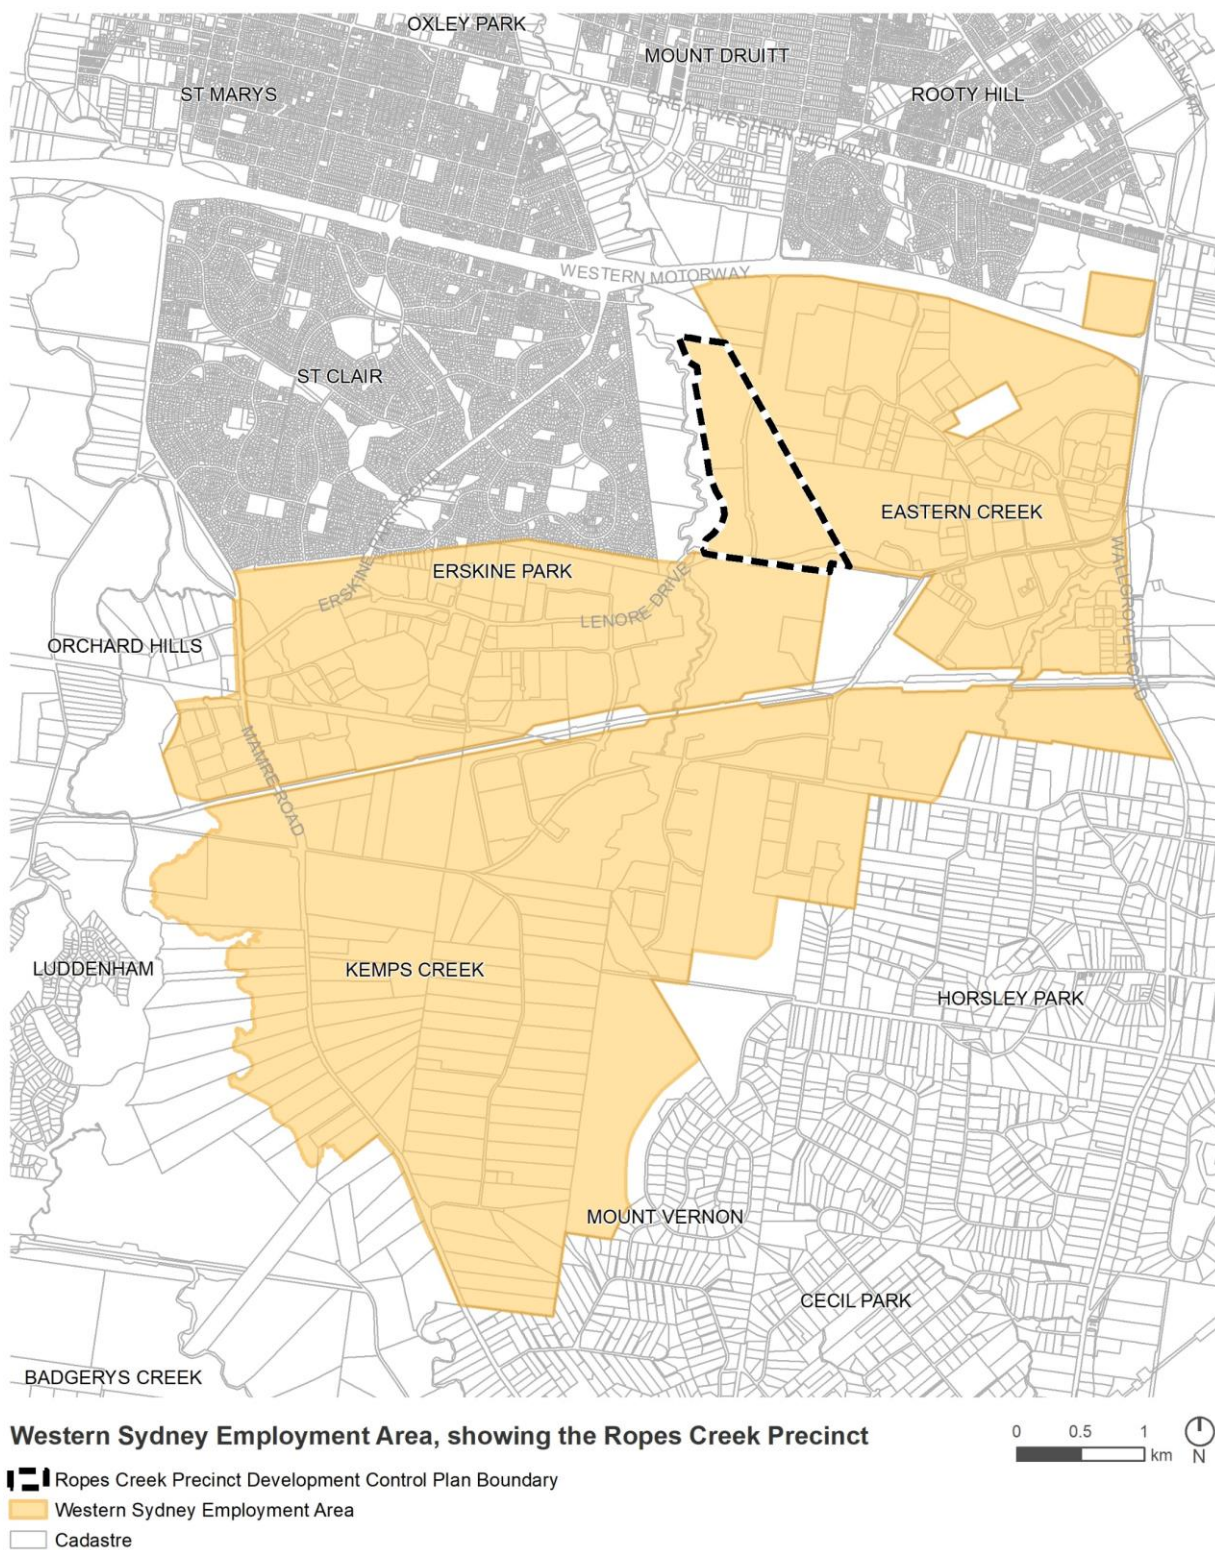 OXLEY PARK
MOUNT DRUITT
ST MARYS
ROOTY HILL
WESTLINK M7
GREAT WESTERN HIGHWAY
WESTERN MOTORWAY
ST CLAIR
ERSKINE PARK ROAD
EASTERN CREEK
ERSKINE PARK
LENORE DRIVE
WALLGROVE ROAD
ORCHARD HILLS
MAMRE ROAD
LUDDENHAM
KEMPS CREEK
HORSLEY PARK
MOUNT VERNON
CECIL PARK
BADGERYS CREEK
Western Sydney Employment Area, showing the Ropes Creek Precinct
0 0.5 1
km
N
Ropes Creek Precinct Development Control Plan Boundary
Western Sydney Employment Area
Cadastre